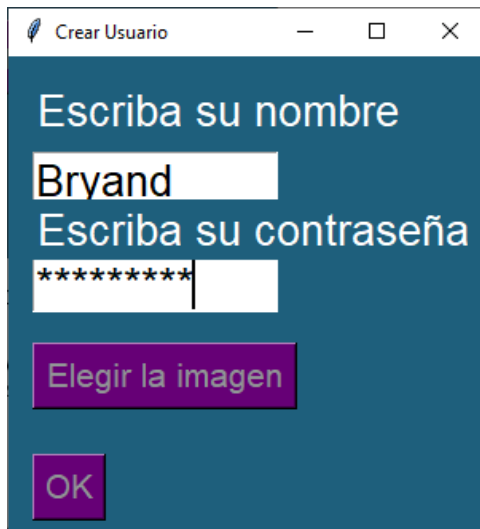 Crear Usuario
Escriba su nombre
Bryand
Escriba su contraseña
*********
Elegir la imagen
OK